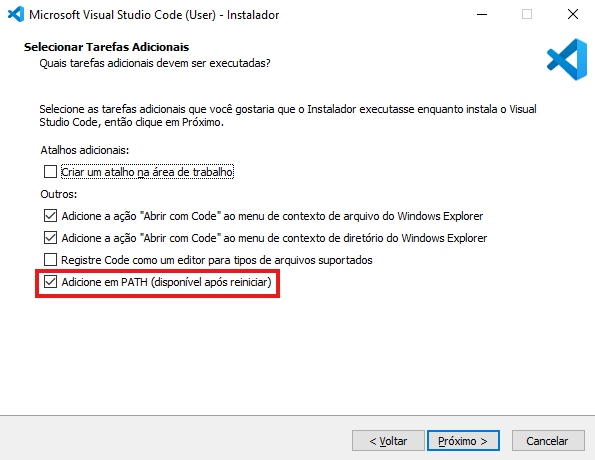 Microsoft Visual Studio Code (User) - Instalador
Selecionar Tarefas Adicionais
Quais tarefas adicionais devem ser executadas?
Selecione as tarefas adicionais que você gostaria que o Instalador executasse enquanto instala o Visual
Studio Code, então clique em Próximo.
Atalhos adicionais:
Criar um atalho na área de trabalho
Outros:
Adicione a ação "Abrir com Code" ao menu de contexto de arquivo do Windows Explorer
Adicione a ação "Abrir com Code" ao menu de contexto de diretório do Windows Explorer
Registre Code como um editor para tipos de arquivos suportados
Adicione em PATH (disponível após reiniciar)
< Voltar
Próximo >
Cancelar